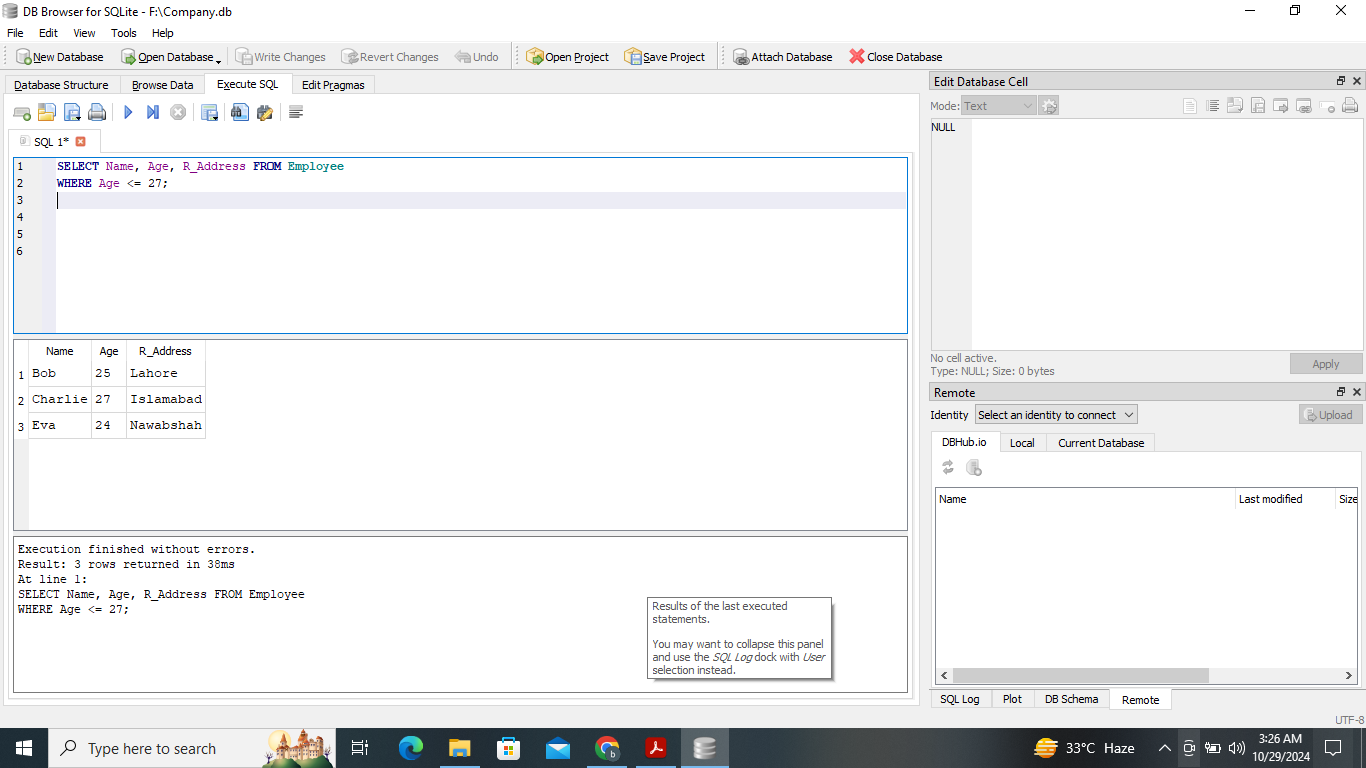 DB Browser for SQLite - F:\Company.db
File Edit View Tools Help
New Database Open Database Write Changes Revert Changes Undo Open Project Save Project Attach Database Close Database
Database Structure Browse Data Execute SQL Edit Pragmas
SQL 1*
1 SELECT Name, Age, R_Address FROM Employee
2 WHERE Age <= 27;
3
4
5
6
Name Age R_Address
1 Bob 25 Lahore
2 Charlie 27 Islamabad
3 Eva 24 Nawabshah
Execution finished without errors.
Result: 3 rows returned in 38ms
At line 1:
SELECT Name, Age, R_Address FROM Employee
WHERE Age <= 27;
Results of the last executed
statements.
You may want to collapse this panel
and use the SQL Log dock with User
selection instead.
Edit Database Cell
Mode: Text
NULL
No cell active.
Type: NULL; Size: 0 bytes
Apply
Remote
Identity Select an identity to connect Upload
DBHub.io Local Current Database
Name Last modified Size
SQL Log Plot DB Schema Remote
UTF-8
Type here to search
33°C Haze
3:26 AM
10/29/2024